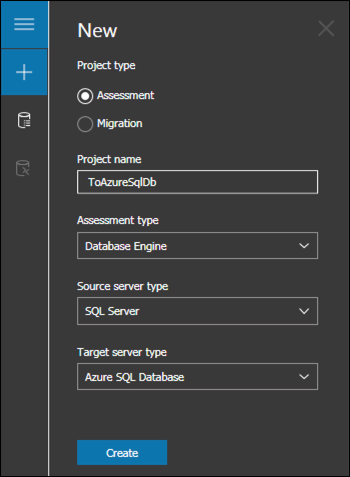 New
Project type
Assessment
Migration
Project name
ToAzureSqlDb
Assessment type
Database Engine
Source server type
SQL Server
Target server type
Azure SQL Database
Create